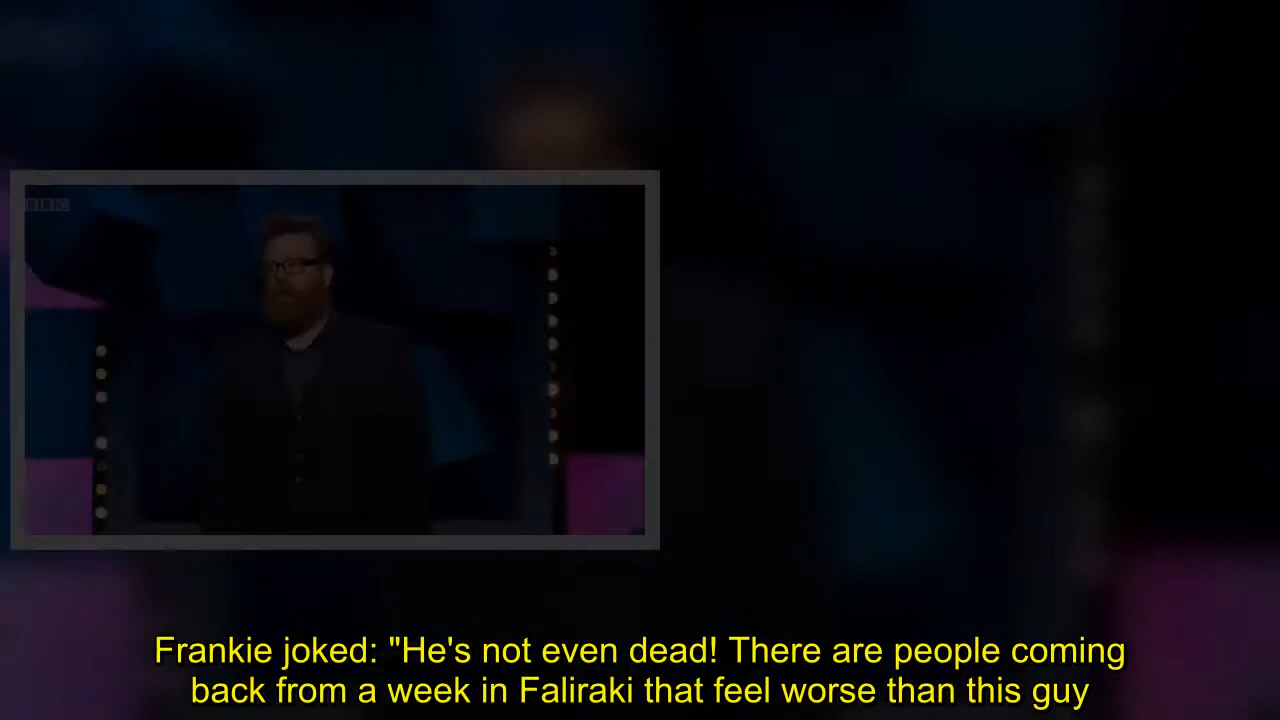 BBC
Frankie joked: "He's not even dead! There are people coming
back from a week in Faliraki that feel worse than this guy